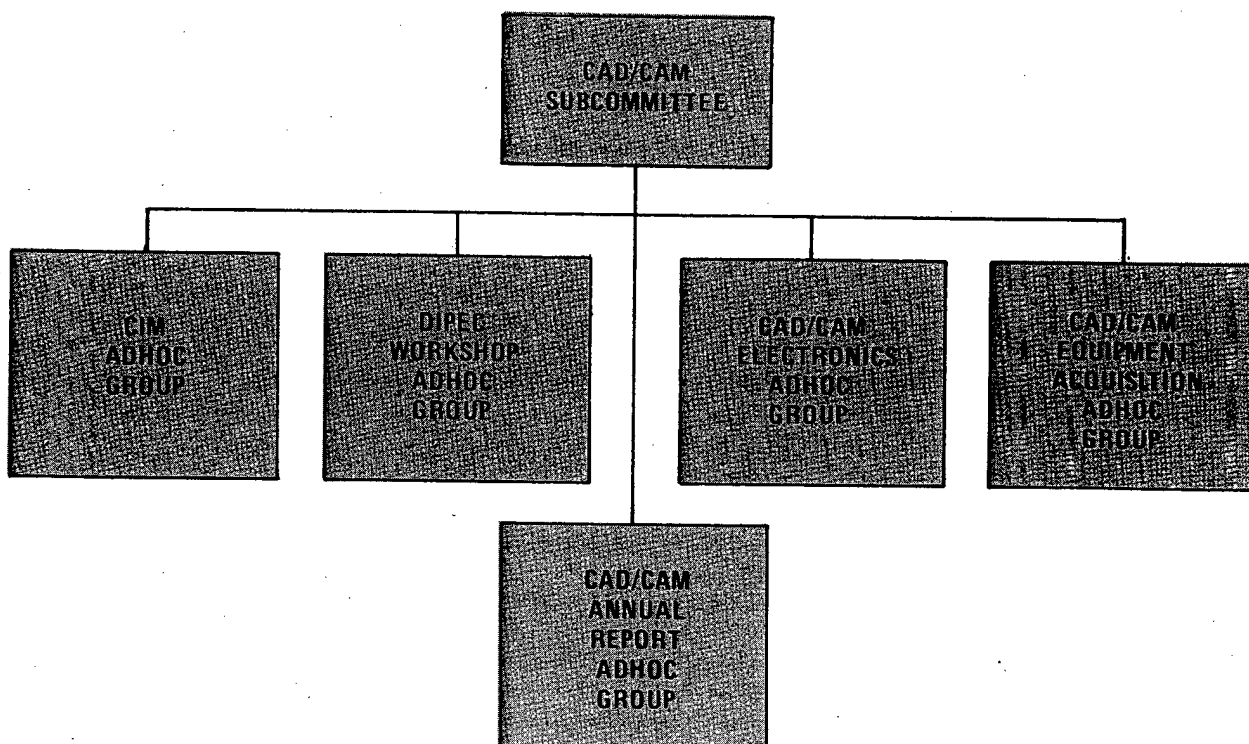 CAD/CAM
SUBCOMMITTEE
CIM
ADHOC
GROUP
DIPEC
WORKSHOP
ADHOC
GROUP
CAD/CAM
ELECTRONICS
ADHOC
GROUP
CAD/CAM
EQUIPMENT
ACQUISITION
ADHOC
GROUP
CAD/CAM
ANNUAL
REPORT
ADHOC
GROUP